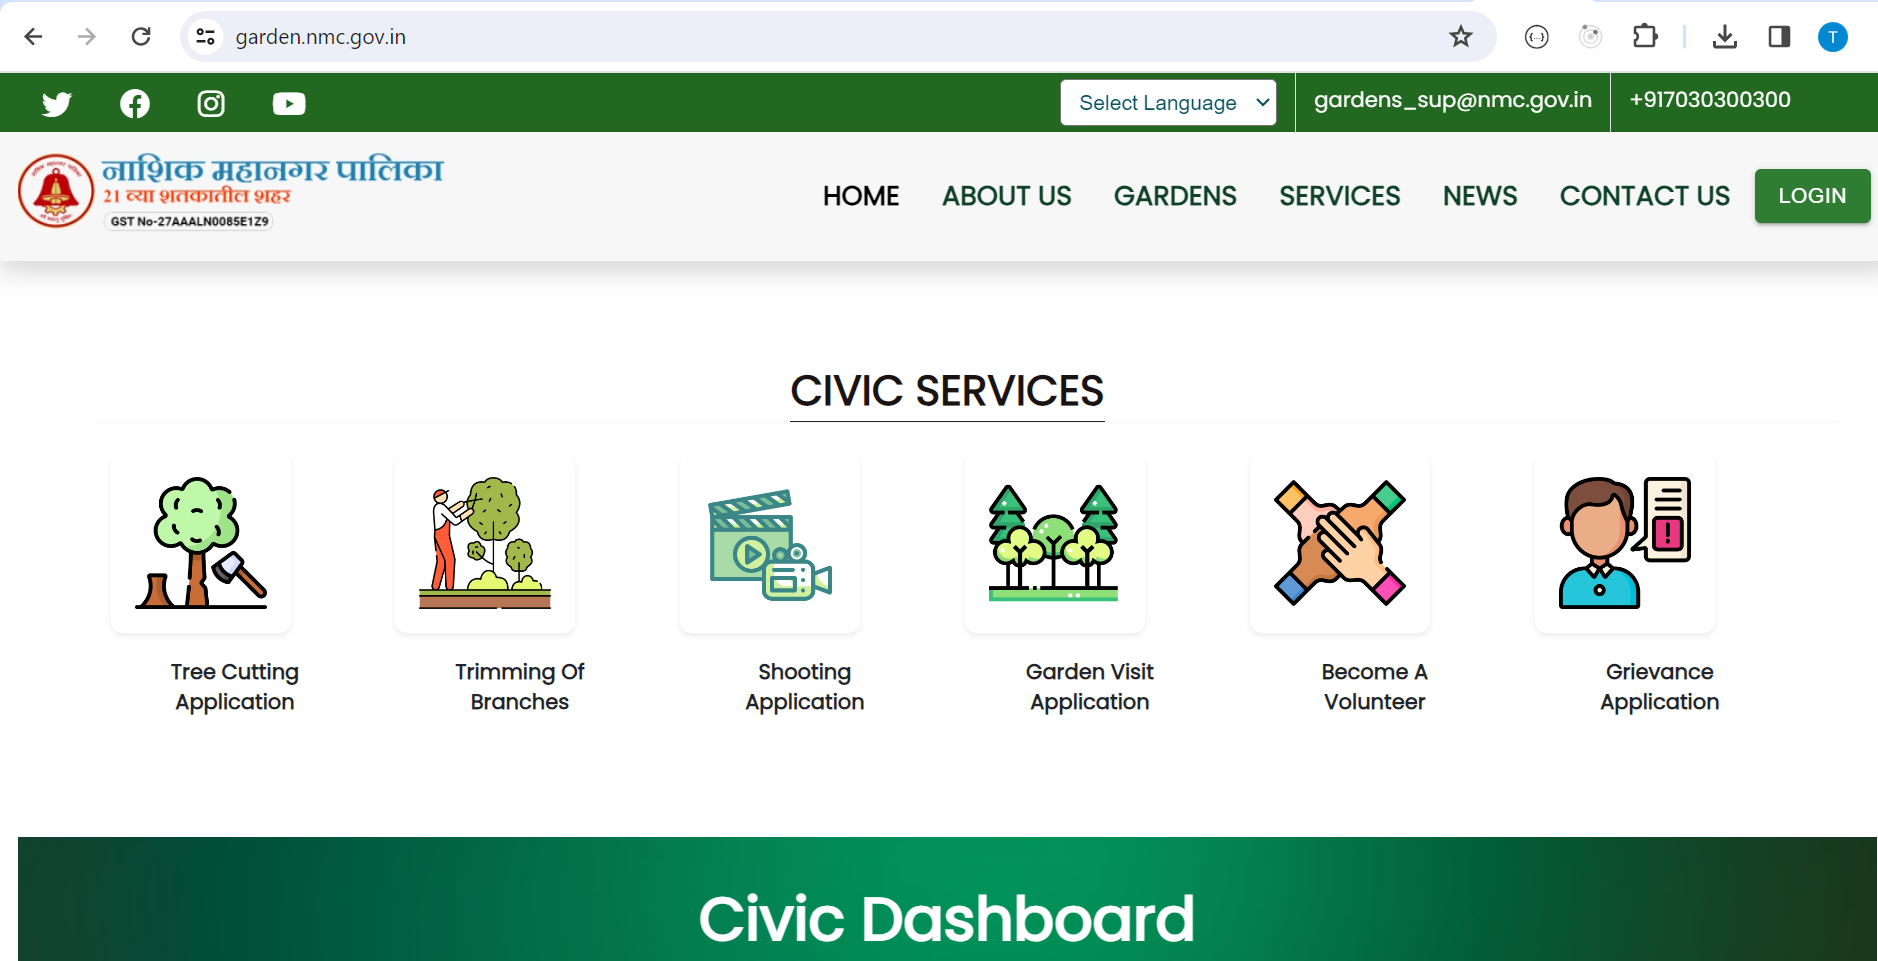 garden.nmc.gov.in
T
Select Language
gardens_sup@nmc.gov.in
+917030300300
नाशिक महानगर पालिका
21 व्या शतकातील शहर
GST No-27AAALN0085E1Z9
HOME
ABOUT US
GARDENS
SERVICES
NEWS
CONTACT US
LOGIN
CIVIC SERVICES
Tree Cutting
Application
Trimming Of
Branches
Shooting
Application
Garden Visit
Application
Become A
Volunteer
Grievance
Application
Civic Dashboard